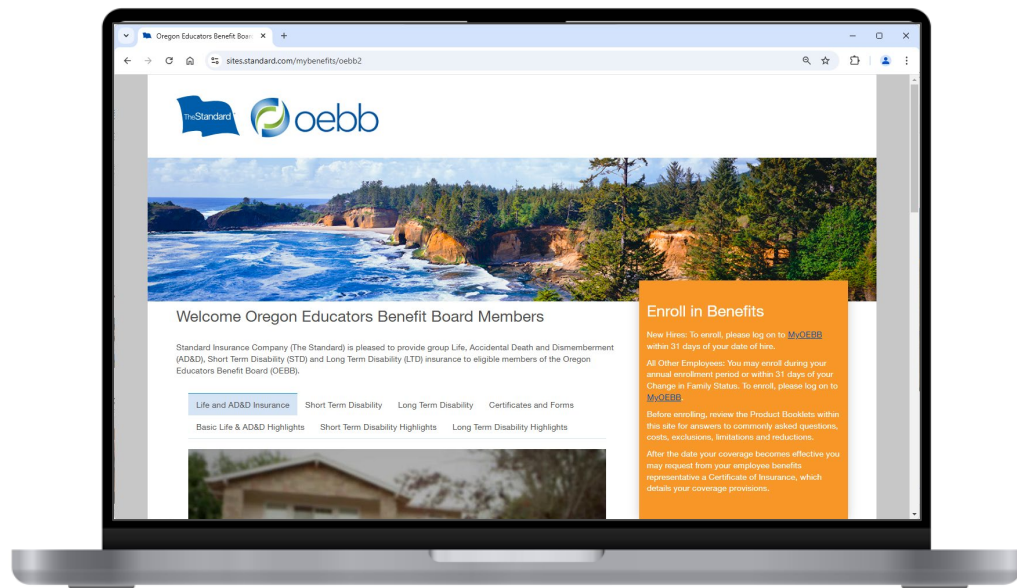 Oregon Educators Benefit Boar
sites.standard.com/mybenefits/oebb2
TheStandard
oebb
Welcome Oregon Educators Benefit Board Members
Standard Insurance Company (The Standard) is pleased to provide group Life, Accidental Death and Dismemberment
(AD&D), Short Term Disability (STD) and Long Term Disability (LTD) insurance to eligible members of the Oregon
Educators Benefit Board (OEBB).
Life and AD&D Insurance Short Term Disability Long Term Disability Certificates and Forms
Basic Life & AD&D Highlights Short Term Disability Highlights Long Term Disability Highlights
Enroll in Benefits
New Hires: To enroll, please log on to MyOEBB
within 31 days of your date of hire.
All Other Employees: You may enroll during your
annual enrollment period or within 31 days of your
Change in Family Status. To enroll, please log on to
MyOEBB.
Before enrolling, review the Product Booklets within
this site for answers to commonly asked questions,
costs, exclusions, limitations and reductions.
After the date your coverage becomes effective you
may request from your employee benefits
representative a Certificate of Insurance, which
details your coverage provisions.